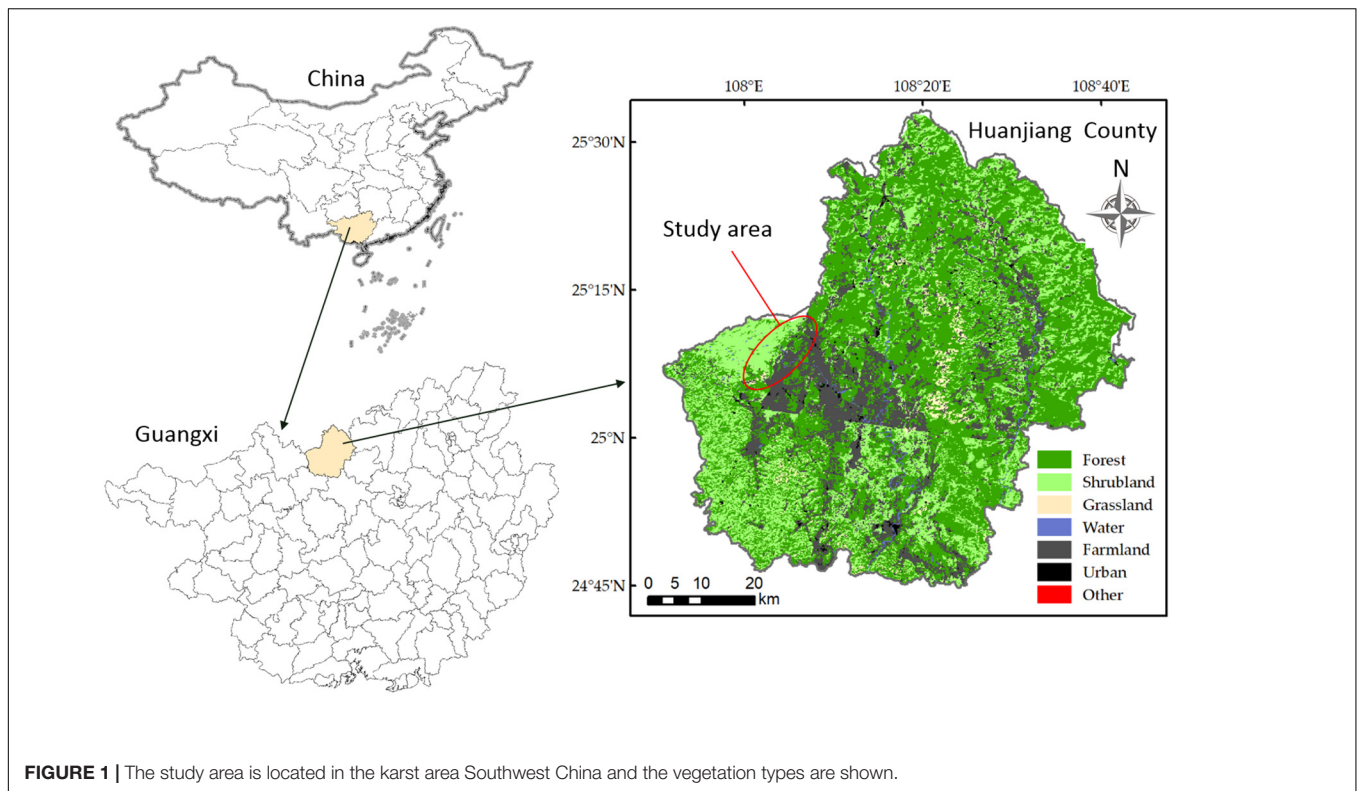 China
Guangxi
108°E
108°20'E
108°40'E
25°30'N
25°15'N
25°N
24°45'N
Huanjiang County
N
Study area
Forest
Shrubland
Grassland
Water
Farmland
Urban
Other
0 5 10 20
km
FIGURE 1 | The study area is located in the karst area Southwest China and the vegetation types are shown.